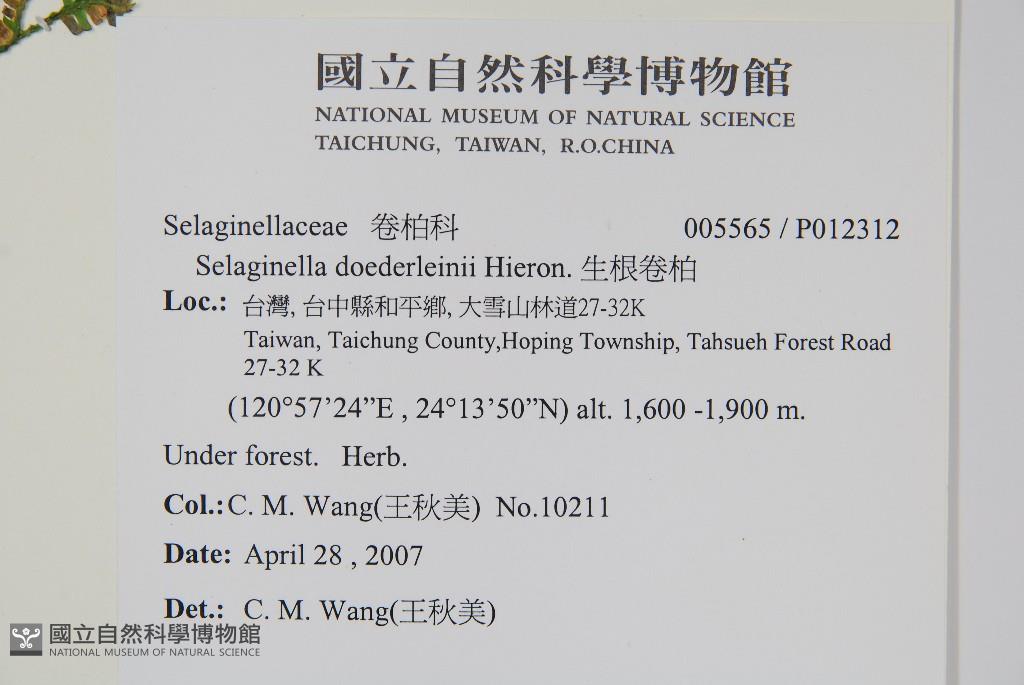 國立自然科學博物館
NATIONAL MUSEUM OF NATURAL SCIENCE
TAICHUNG, TAIWAN, R.O.CHINA
Selaginellaceae 卷柏科 005565 / P012312
Selaginella doederleinii Hieron. 生根卷柏
Loc.: 台灣, 台中縣和平鄉, 大雪山林道27-32K
Taiwan, Taichung County,Hoping Township, Tahsueh Forest Road
27-32 K
(120°57’24”E , 24°13’50”N) alt. 1,600 -1,900 m.
Under forest. Herb.
Col.: C. M. Wang(王秋美) No.10211
Date: April 28 , 2007
Det.: C. M. Wang(王秋美)
國立自然科學博物館
NATIONAL MUSEUM OF NATURAL SCIENCE